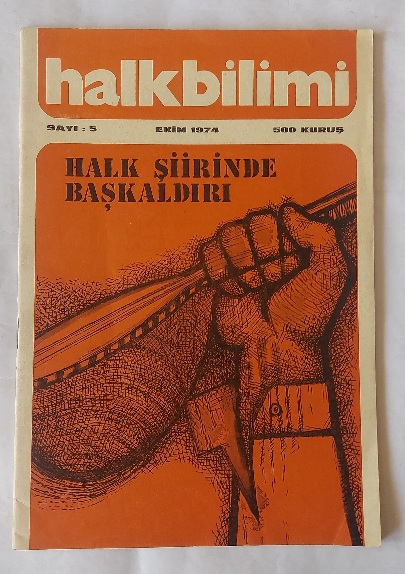 halkbilimi
SAYI : 5 EKİM 1974 500 KURUŞ
HALK ŞİİRİNDE
BAŞKALDIRI